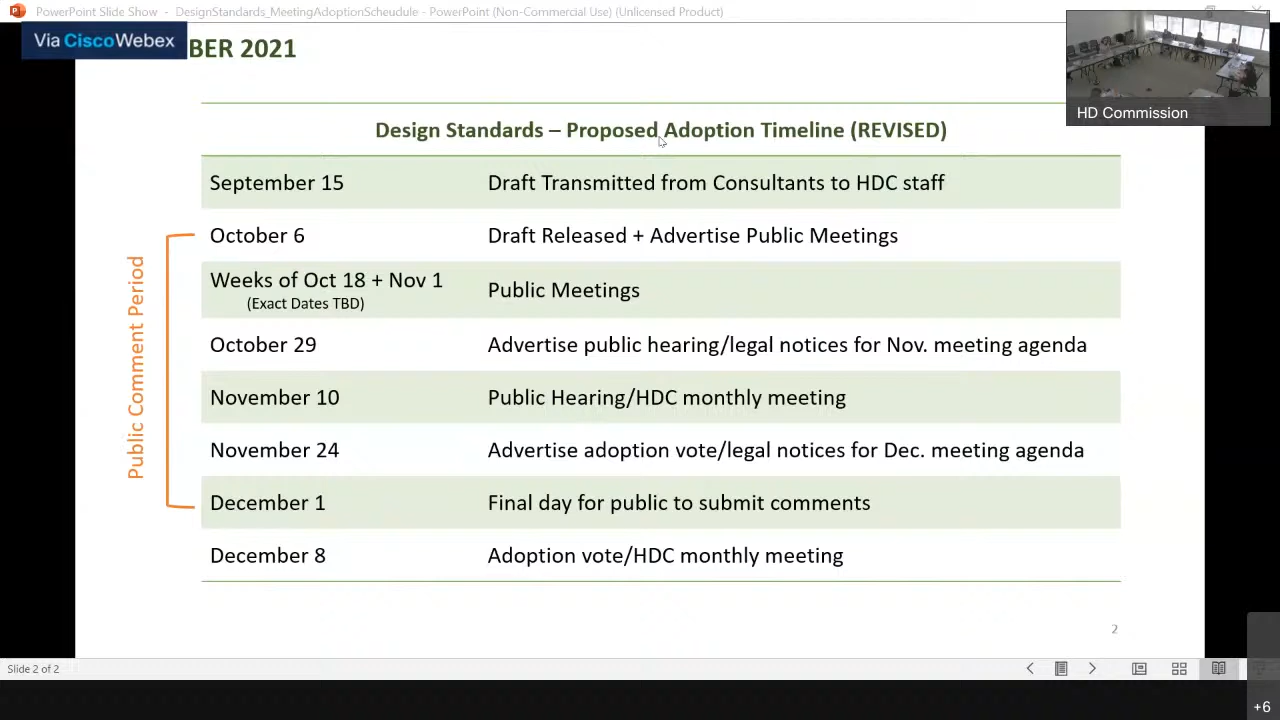 PowerPoint Slide Show - DesignStandards_MeetingAdoptionScheudule - PowerPoint (Non-Commercial Use) (Unlicensed Product)
Via CiscoWebex
BER 2021
HD Commission
Design Standards – Proposed Adoption Timeline (REVISED)
September 15 Draft Transmitted from Consultants to HDC staff
October 6 Draft Released + Advertise Public Meetings
Weeks of Oct 18 + Nov 1
(Exact Dates TBD)
Public Meetings
October 29 Advertise public hearing/legal notices for Nov. meeting agenda
November 10 Public Hearing/HDC monthly meeting
November 24 Advertise adoption vote/legal notices for Dec. meeting agenda
December 1 Final day for public to submit comments
December 8 Adoption vote/HDC monthly meeting
Public Comment Period
2
Slide 2 of 2
+6